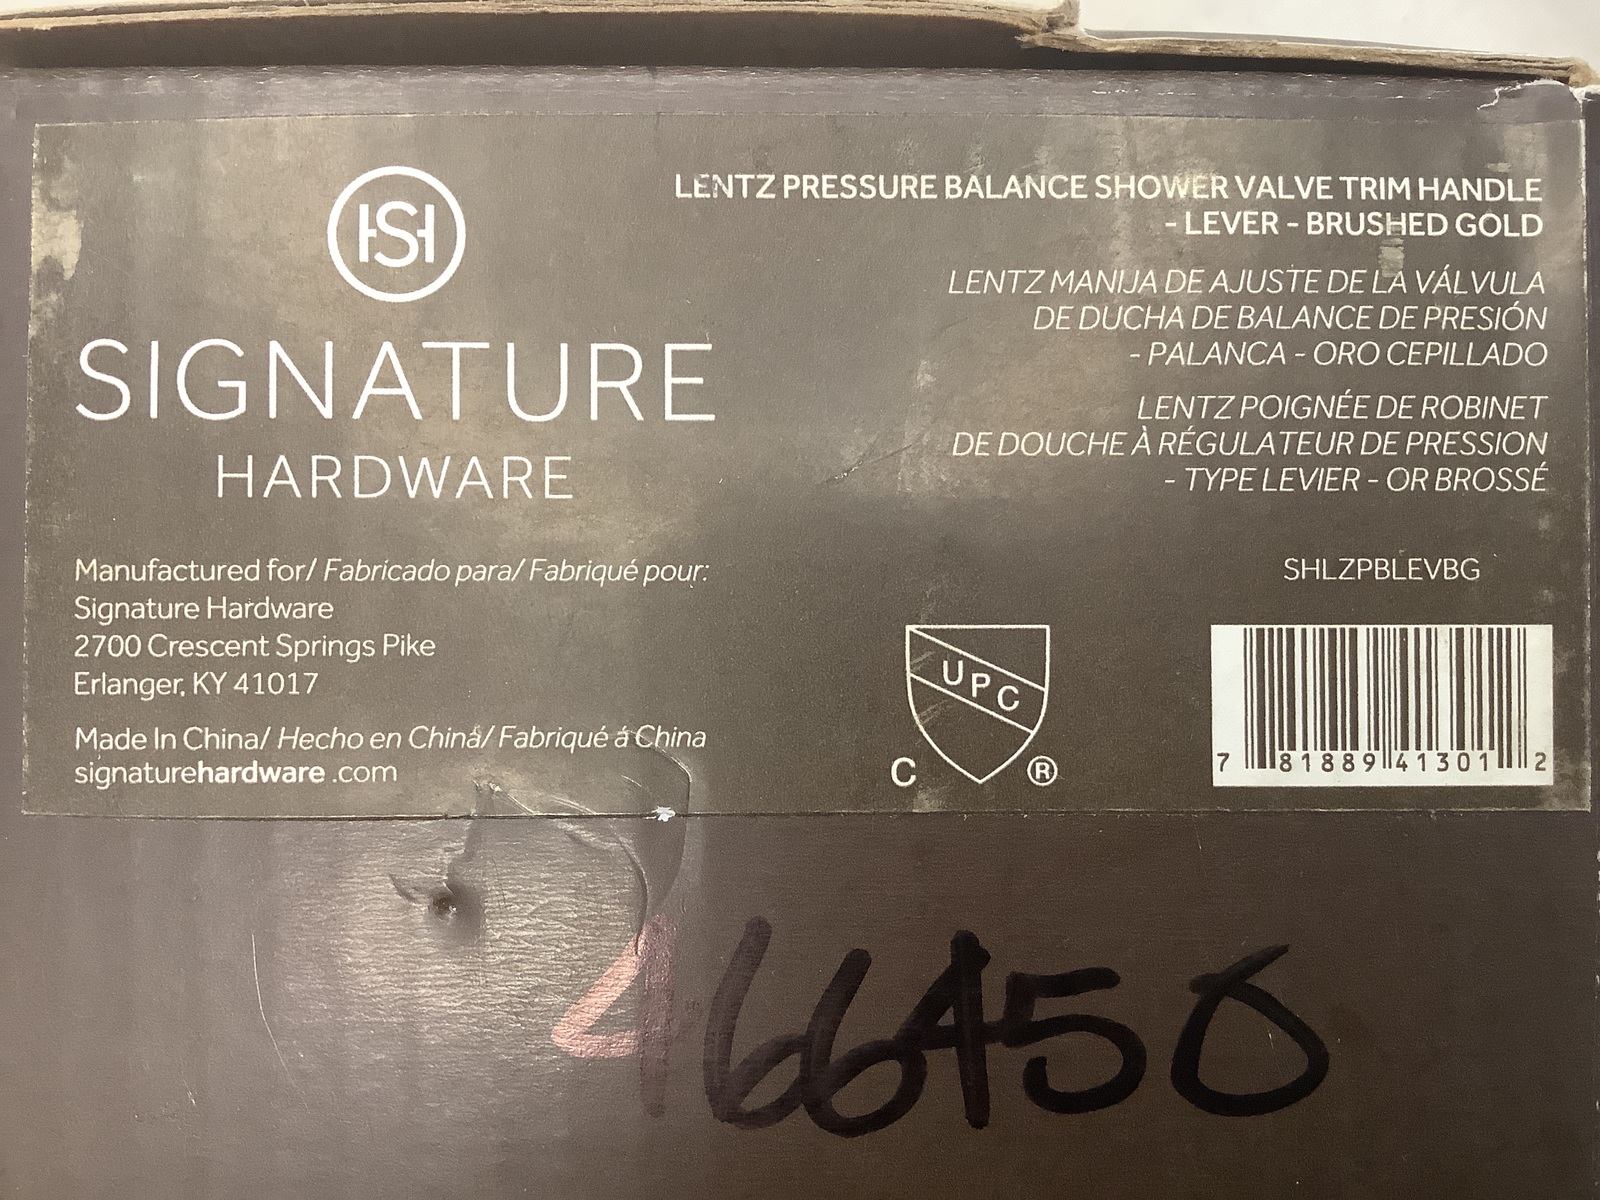 HSH
SIGNATURE
HARDWARE
Manufactured for/ Fabricado para/ Fabriqué pour:
Signature Hardware
2700 Crescent Springs Pike
Erlanger, KY 41017
Made In China/ Hecho en China/ Fabriqué á China
signaturehardware .com
LENTZ PRESSURE BALANCE SHOWER VALVE TRIM HANDLE
- LEVER - BRUSHED GOLD
LENTZ MANIJA DE AJUSTE DE LA VÁLVULA
DE DUCHA DE BALANCE DE PRESIÓN
- PALANCA - ORO CEPILLADO
LENTZ POIGNÉE DE ROBINET
DE DOUCHE À RÉGULATEUR DE PRESSION
- TYPE LEVIER - OR BROSSÉ
UPC
C ®
SHLZPBLEVBG
7 81889 41301 2
466450